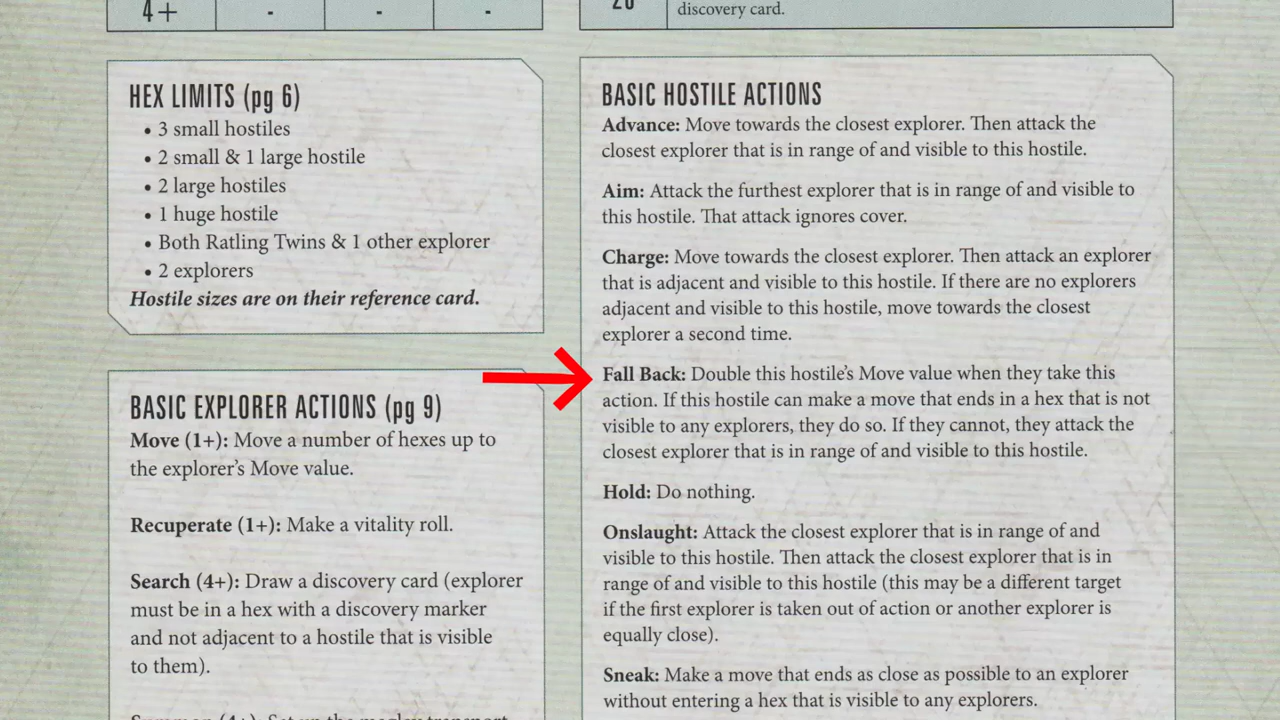 4+ - - -
20
discovery card.
HEX LIMITS (pg 6)
• 3 small hostiles
• 2 small & 1 large hostile
• 2 large hostiles
• 1 huge hostile
• Both Ratling Twins & 1 other explorer
• 2 explorers
Hostile sizes are on their reference card.
BASIC EXPLORER ACTIONS (pg 9)
Move (1+): Move a number of hexes up to
the explorer's Move value.
Recuperate (1+): Make a vitality roll.
Search (4+): Draw a discovery card (explorer
must be in a hex with a discovery marker
and not adjacent to a hostile that is visible
to them).
BASIC HOSTILE ACTIONS
Advance: Move towards the closest explorer. Then attack the
closest explorer that is in range of and visible to this hostile.
Aim: Attack the furthest explorer that is in range of and visible to
this hostile. That attack ignores cover.
Charge: Move towards the closest explorer. Then attack an explorer
that is adjacent and visible to this hostile. If there are no explorers
adjacent and visible to this hostile, move towards the closest
explorer a second time.
Fall Back: Double this hostile's Move value when they take this
action. If this hostile can make a move that ends in a hex that is not
visible to any explorers, they do so. If they cannot, they attack the
closest explorer that is in range of and visible to this hostile.
Hold: Do nothing.
Onslaught: Attack the closest explorer that is in range of and
visible to this hostile. Then attack the closest explorer that is in
range of and visible to this hostile (this may be a different target
if the first explorer is taken out of action or another explorer is
equally close).
Sneak: Make a move that ends as close as possible to an explorer
without entering a hex that is visible to any explorers.